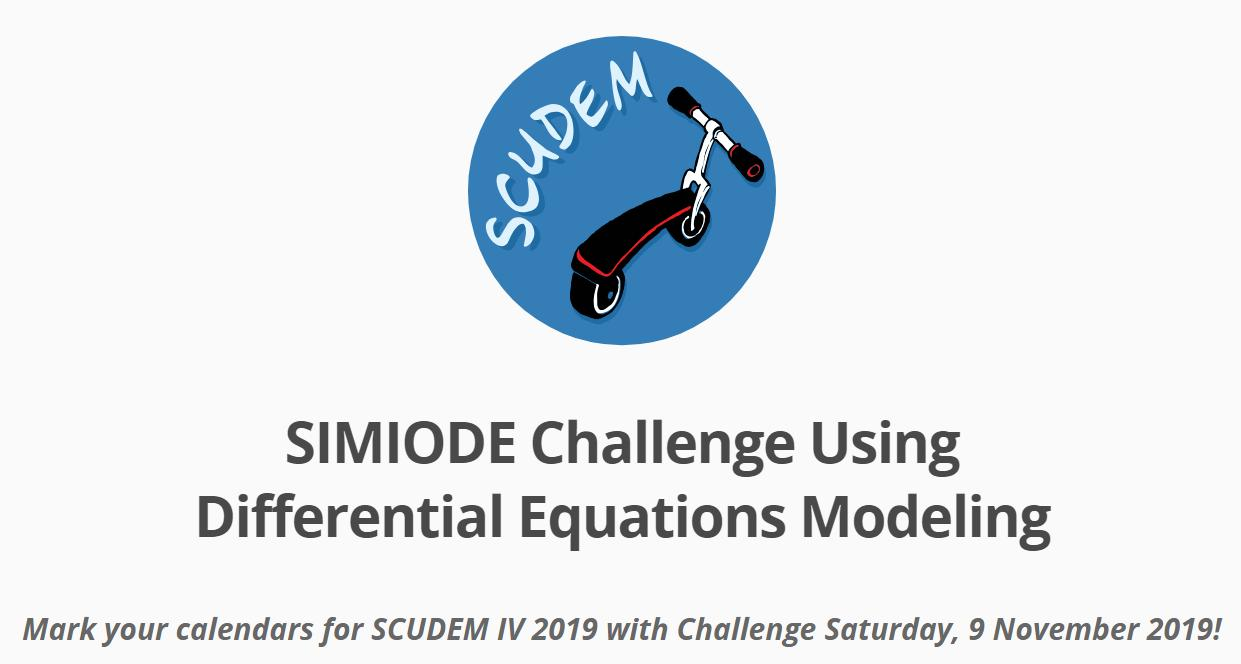 SCUDEM
SIMIODE Challenge Using
Differential Equations Modeling
Mark your calendars for SCUDEM IV 2019 with Challenge Saturday, 9 November 2019!